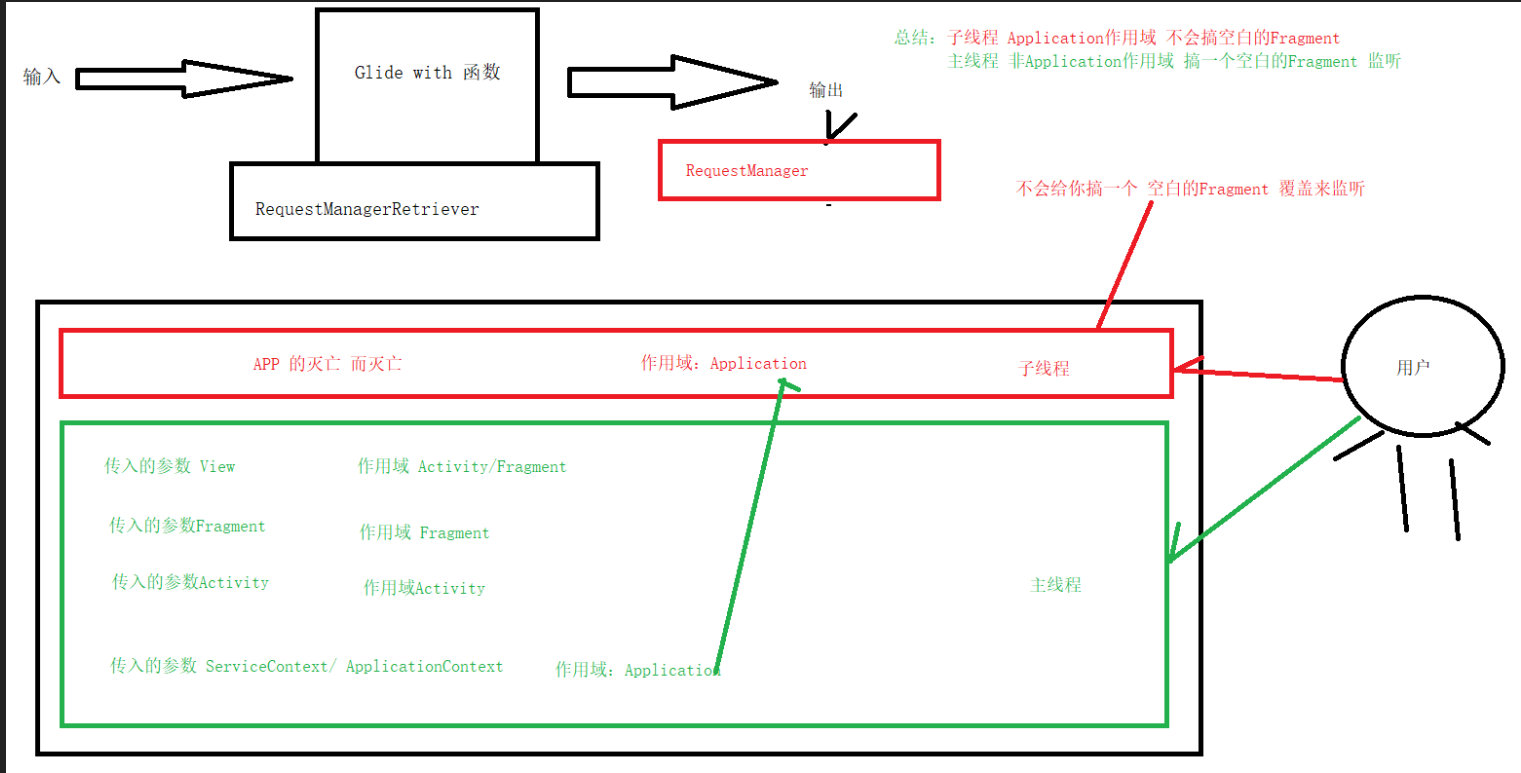 总结: 子线程 Application作用域 不会搞空白的Fragment
主线程 非Application作用域 搞一个空白的Fragment 监听
输入
Glide with 函数
输出
RequestManager
RequestManagerRetriever
不会给你搞一个 空白的Fragment 覆盖来监听
APP 的灭亡 而灭亡 作用域: Application 子线程
用户
传入的参数 View 作用域 Activity/Fragment
传入的参数Fragment 作用域 Fragment
传入的参数Activity 作用域Activity
主线程
传入的参数 ServiceContext/ ApplicationContext 作用域: Application